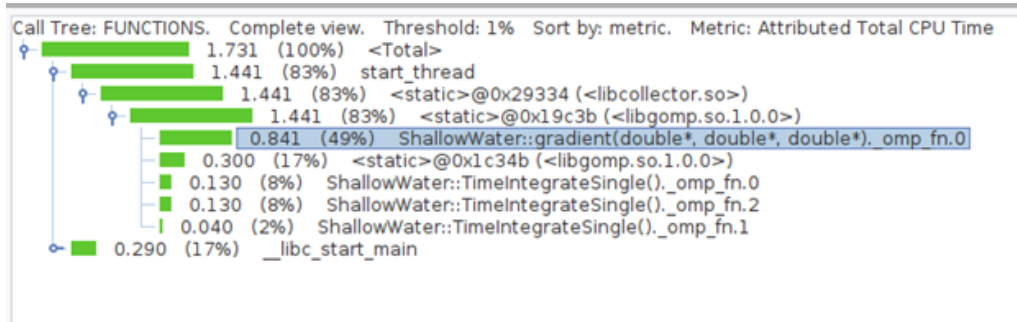 Call Tree: FUNCTIONS. Complete view. Threshold: 1% Sort by: metric. Metric: Attributed Total CPU Time
1.731 (100%) <Total>
1.441 (83%) start_thread
1.441 (83%) <static>@0x29334 (<libcollector.so>)
1.441 (83%) <static>@0x19c3b (<libgomp.so.1.0.0>)
0.841 (49%) ShallowWater::gradient(double*, double*, double*)._omp_fn.0
0.300 (17%) <static>@0x1c34b (<libgomp.so.1.0.0>)
0.130 (8%) ShallowWater::TimeIntegrateSingle()._omp_fn.0
0.130 (8%) ShallowWater::TimeIntegrateSingle()._omp_fn.2
0.040 (2%) ShallowWater::TimeIntegrateSingle()._omp_fn.1
0.290 (17%) __libc_start_main